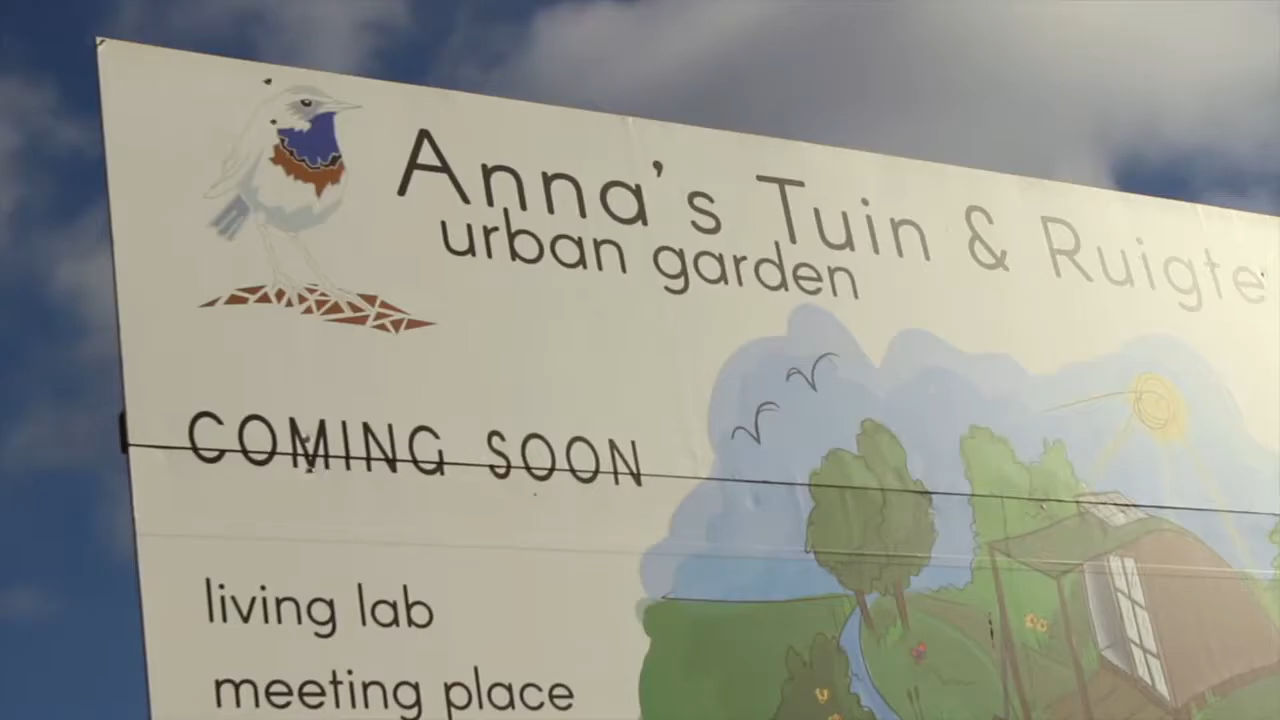 Anna's Tuin & Ruigte
urban garden
COMING SOON
living lab
meeting place